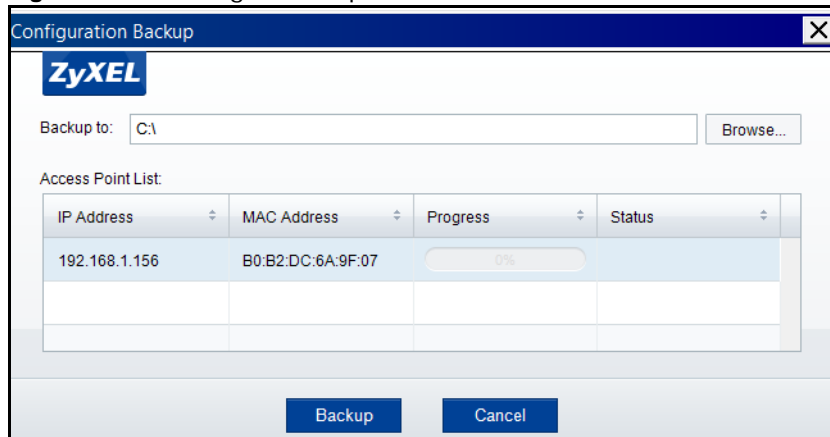 Configuration Backup
ZyXEL
Backup to: C:\ Browse...
Access Point List:
IP Address MAC Address Progress Status
192.168.1.156 B0:B2:DC:6A:9F:07 0%
Backup Cancel